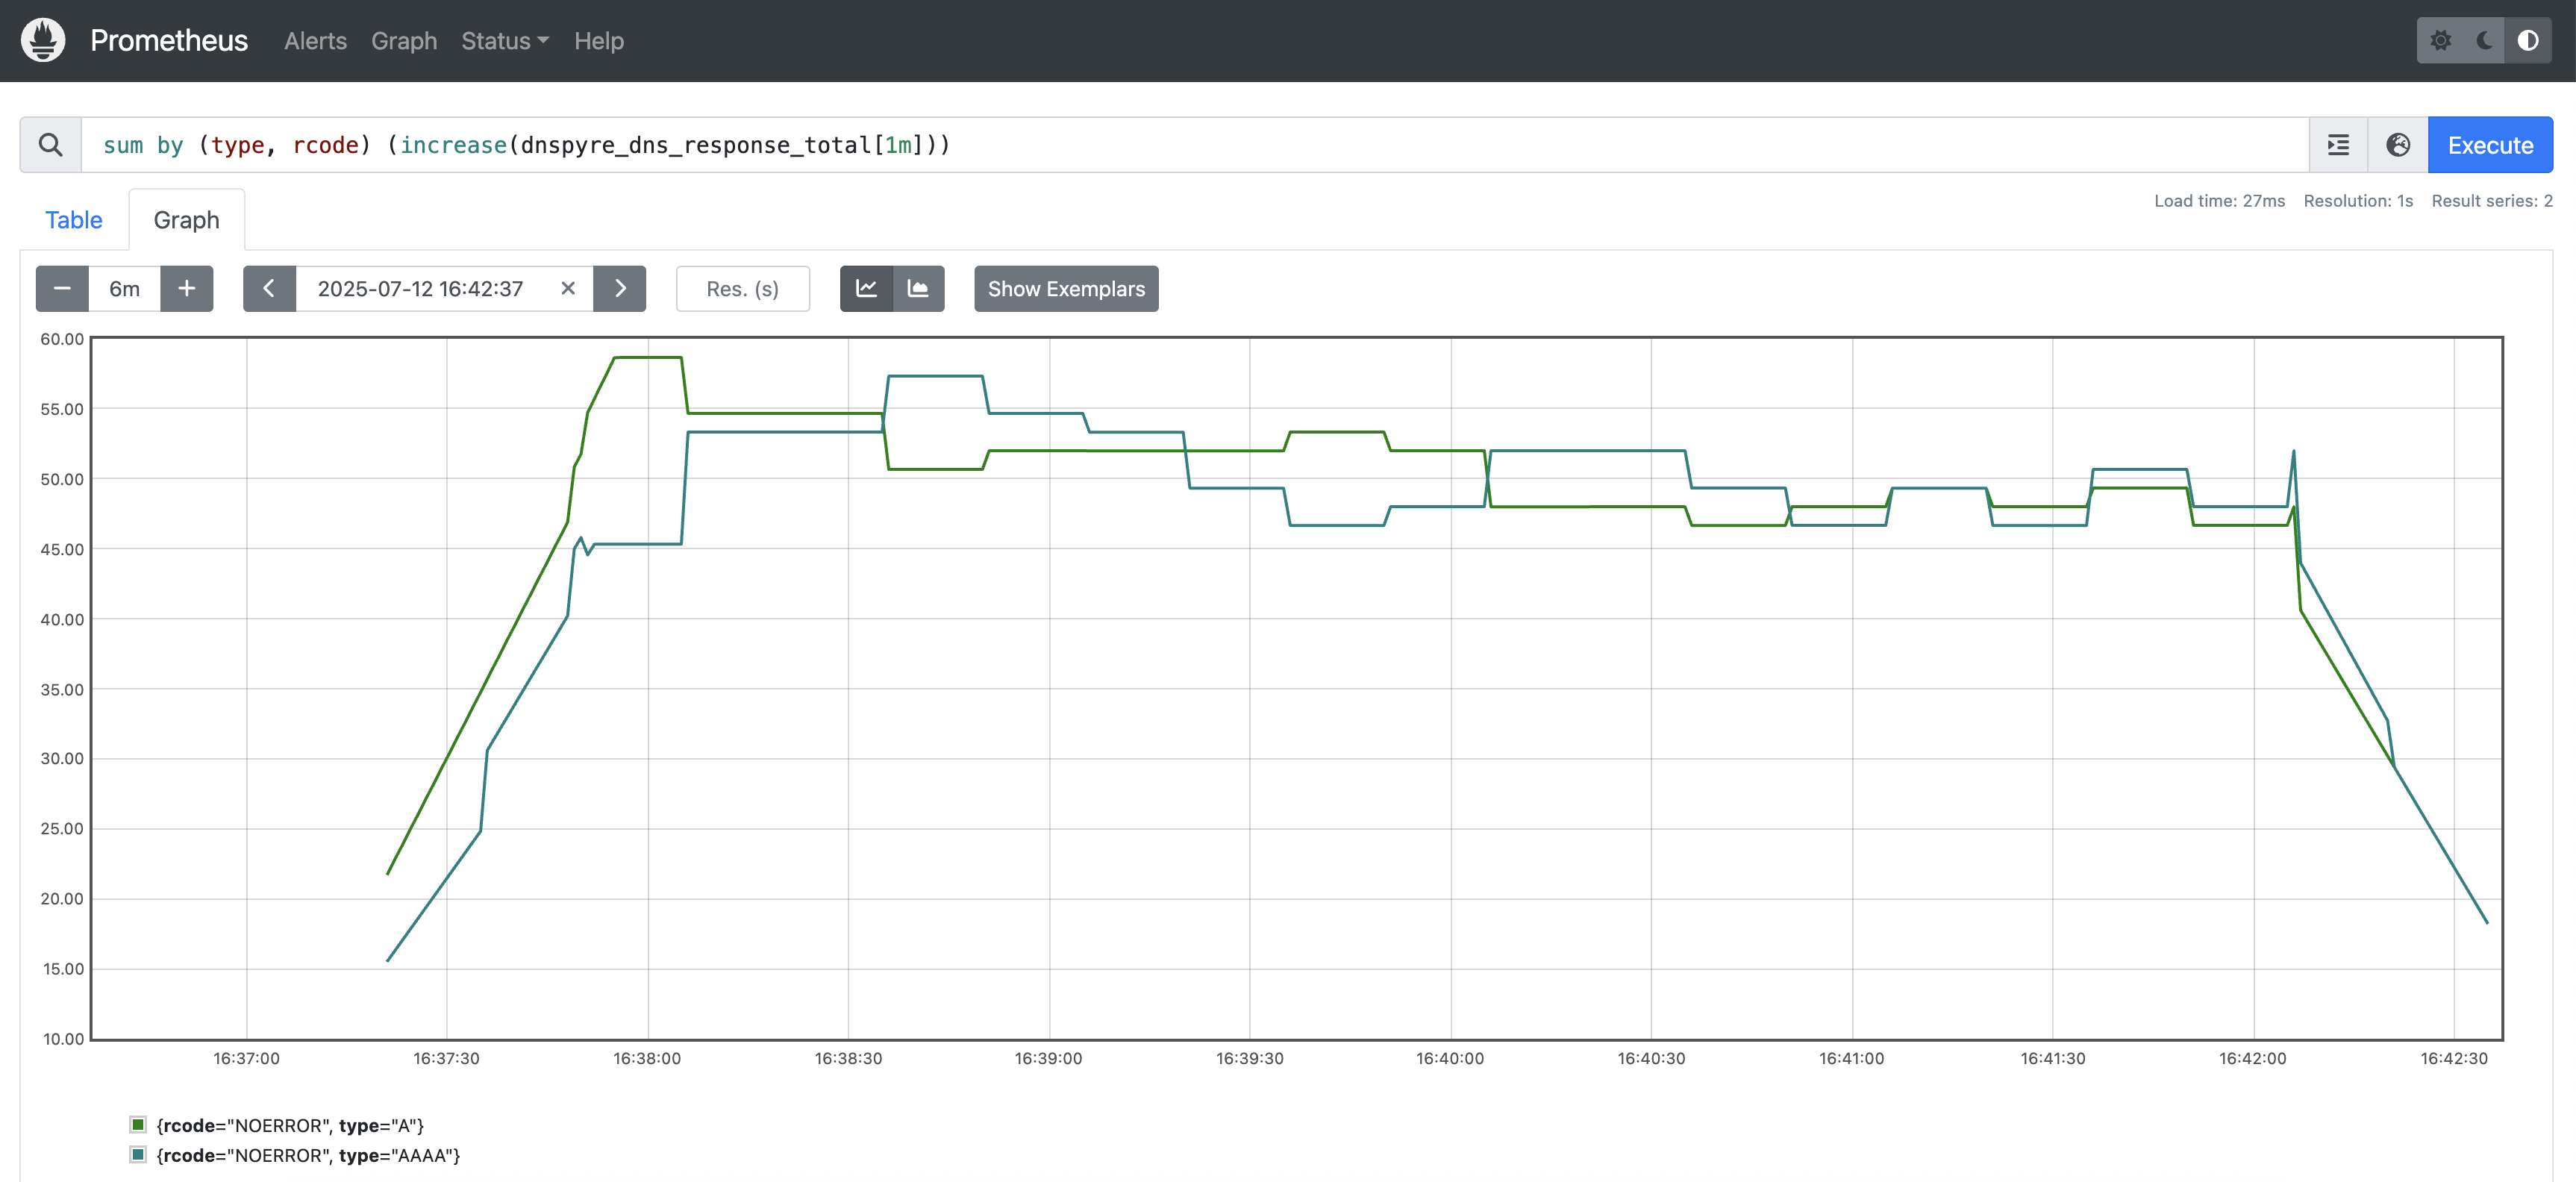 Prometheus Alerts Graph Status Help
sum by (type, rcode) (increase(dnspyre_dns_response_total[1m]))
Execute
Load time: 27ms Resolution: 1s Result series: 2
Table Graph
6m 2025-07-12 16:42:37 Res. (s) Show Exemplars
60.00
55.00
50.00
45.00
40.00
35.00
30.00
25.00
20.00
15.00
10.00
16:37:00 16:37:30 16:38:00 16:38:30 16:39:00 16:39:30 16:40:00 16:40:30 16:41:00 16:41:30 16:42:00 16:42:30
{rcode="NOERROR", type="A"}
{rcode="NOERROR", type="AAAA"}